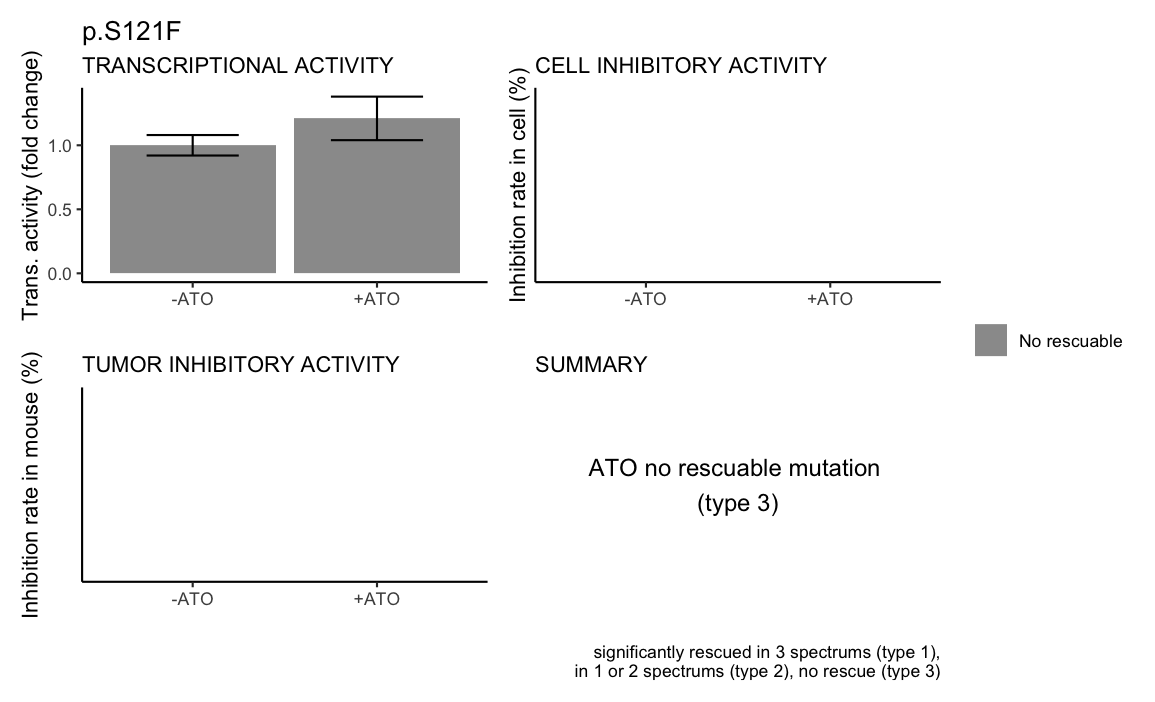 p.S121F
TRANSCRIPTIONAL ACTIVITY
Trans. activity (fold change)
1.0
0.5
0.0
-ATO
+ATO
CELL INHIBITORY ACTIVITY
Inhibition rate in cell (%)
-ATO
+ATO
No rescuable
TUMOR INHIBITORY ACTIVITY
Inhibition rate in mouse (%)
-ATO
+ATO
SUMMARY
ATO no rescuable mutation
(type 3)
significantly rescued in 3 spectrums (type 1),
in 1 or 2 spectrums (type 2), no rescue (type 3)